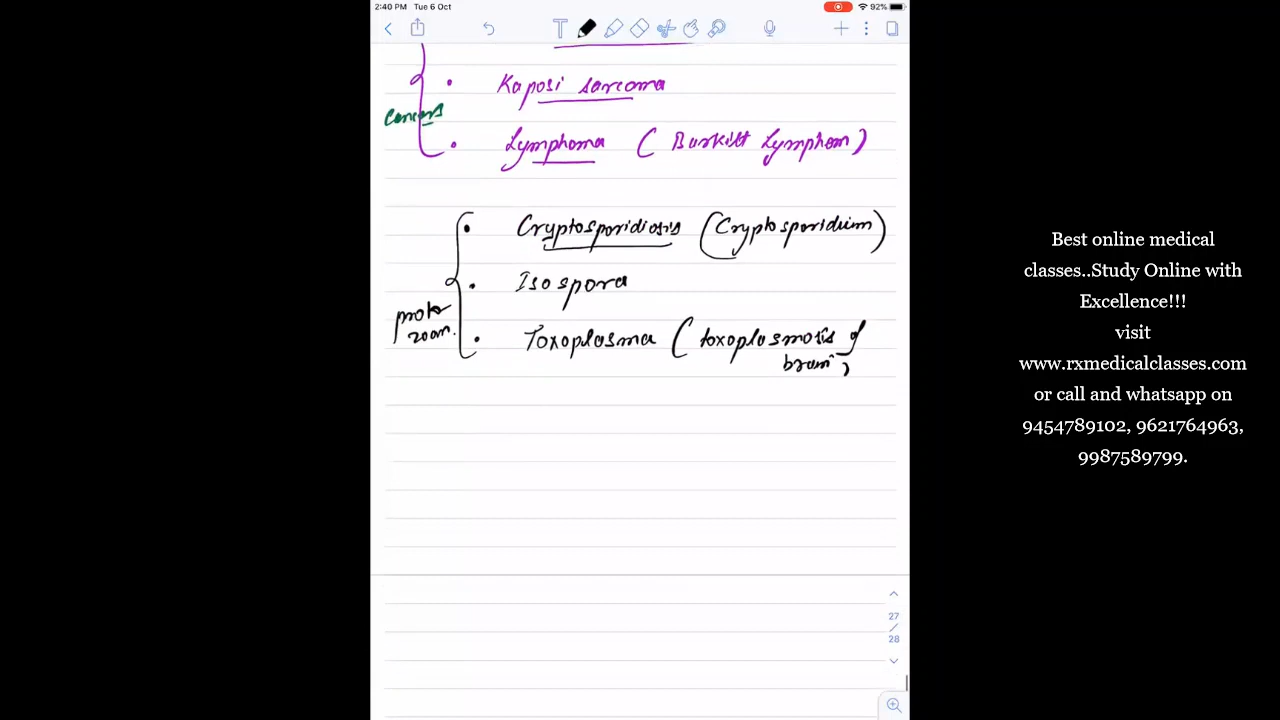 2:40 PM Tue 6 Oct
92%
T
Kaposi sarcoma
cancers
Lymphoma ( Burkitt Lymphom )
Cryptosporidiosis (Cryptosporidium)
Isospora
proto
zoan.
Toxoplasma ( toxoplasmosis of
brain )
27
/
28
Best online medical
classes..Study Online with
Excellence!!!
visit
www.rxmedicalclasses.com
or call and whatsapp on
9454789102, 9621764963,
9987589799.